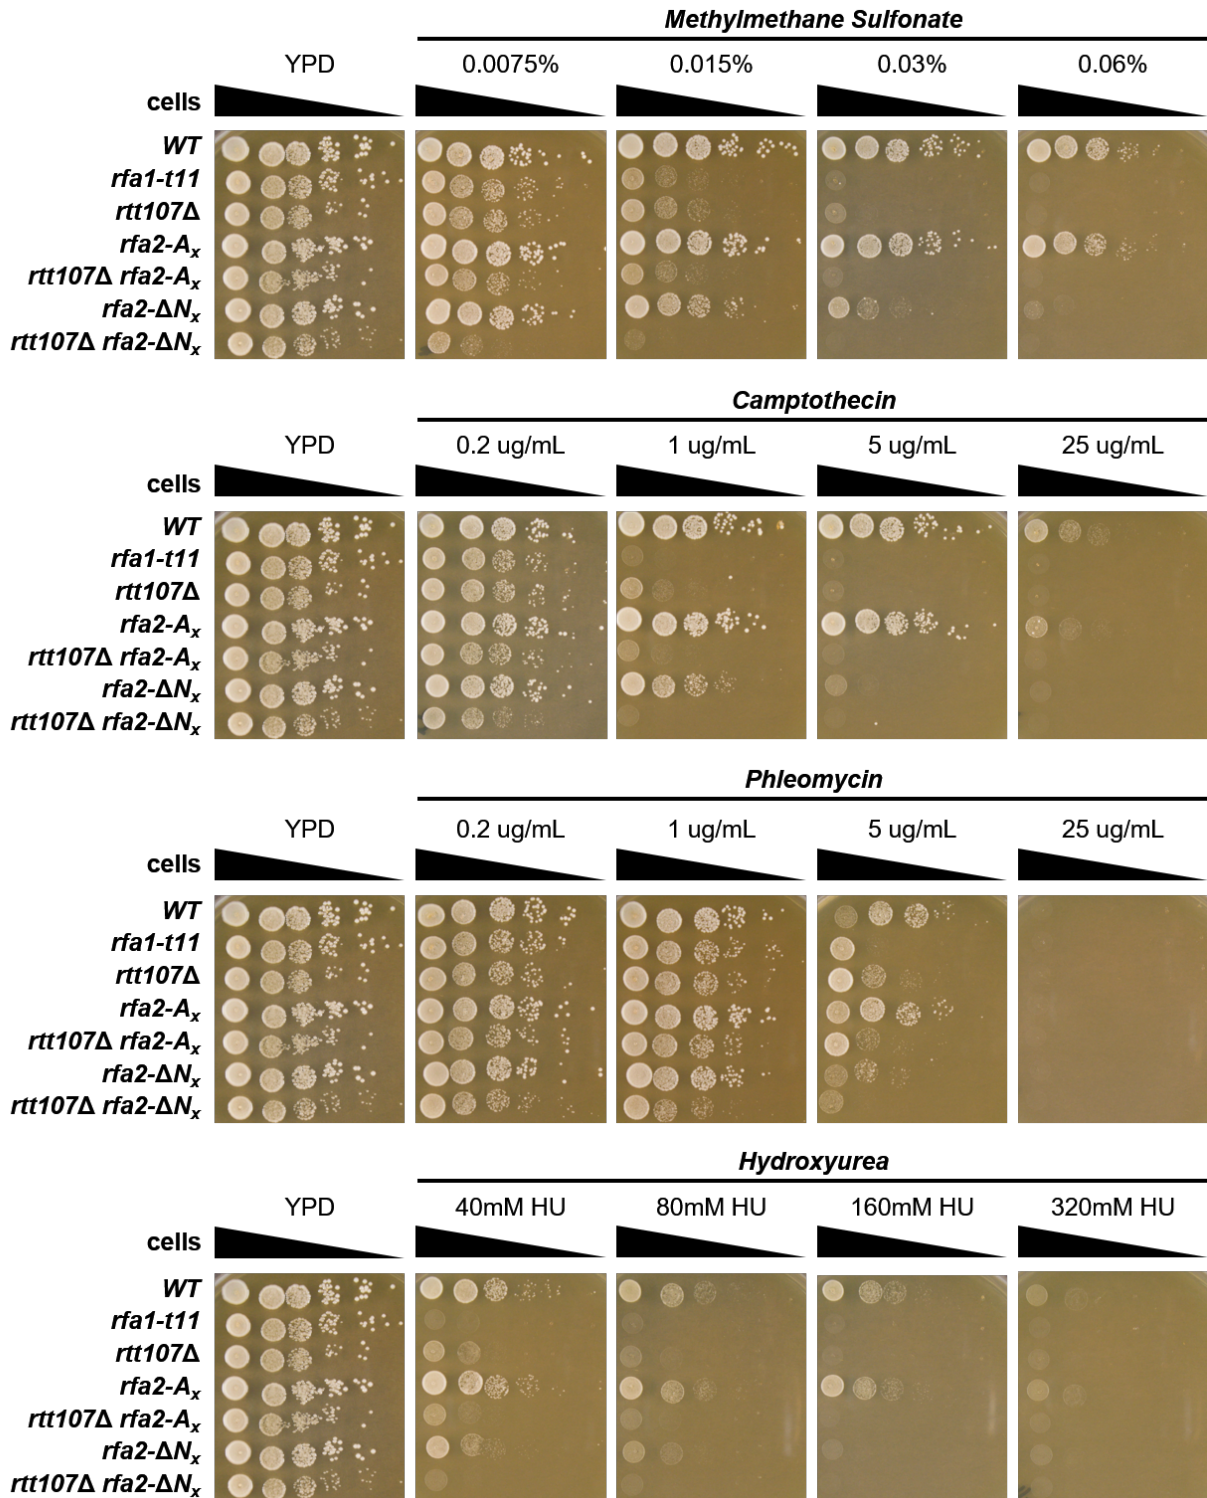 Methylmethane Sulfonate
YPD 0.0075% 0.015% 0.03% 0.06%
cells
WT
rfa1-t11
rtt107Δ
rfa2-Aₓ
rtt107Δ rfa2-Aₓ
rfa2-ΔNₓ
rtt107Δ rfa2-ΔNₓ
Camptothecin
YPD 0.2 ug/mL 1 ug/mL 5 ug/mL 25 ug/mL
cells
WT
rfa1-t11
rtt107Δ
rfa2-Aₓ
rtt107Δ rfa2-Aₓ
rfa2-ΔNₓ
rtt107Δ rfa2-ΔNₓ
Phleomycin
YPD 0.2 ug/mL 1 ug/mL 5 ug/mL 25 ug/mL
cells
WT
rfa1-t11
rtt107Δ
rfa2-Aₓ
rtt107Δ rfa2-Aₓ
rfa2-ΔNₓ
rtt107Δ rfa2-ΔNₓ
Hydroxyurea
YPD 40mM HU 80mM HU 160mM HU 320mM HU
cells
WT
rfa1-t11
rtt107Δ
rfa2-Aₓ
rtt107Δ rfa2-Aₓ
rfa2-ΔNₓ
rtt107Δ rfa2-ΔNₓ